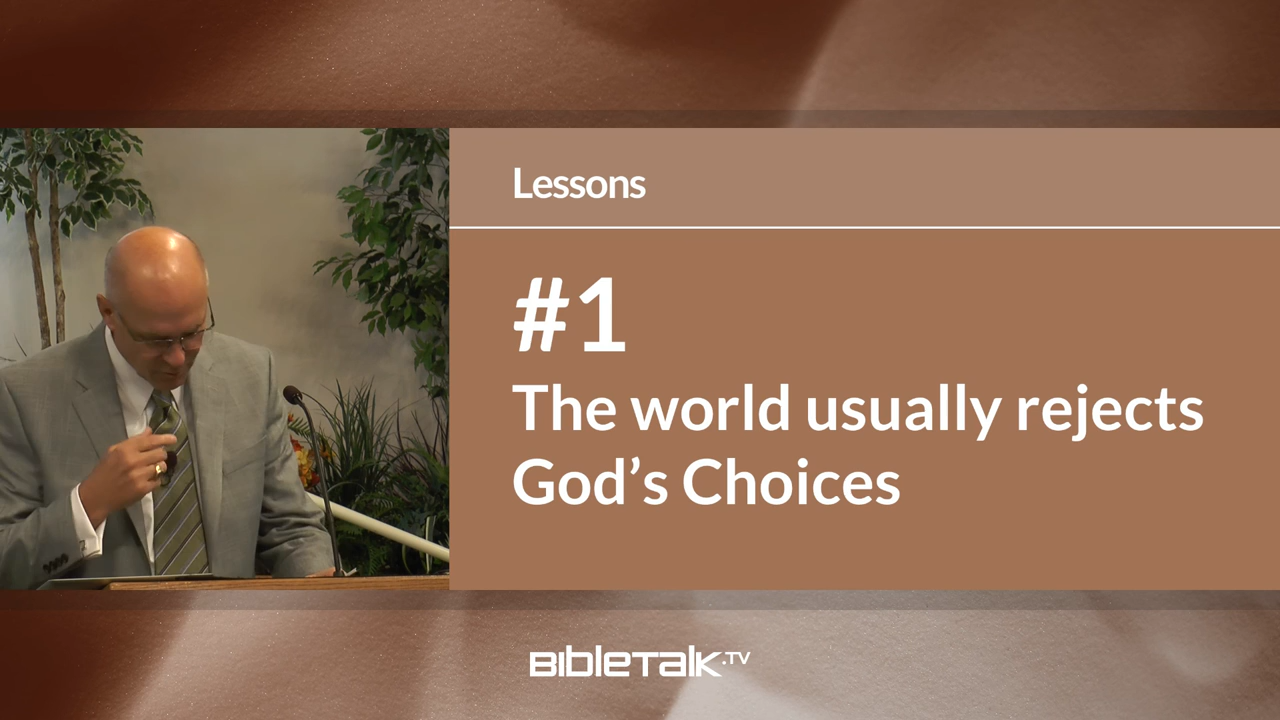 Lessons
#1
The world usually rejects
God's Choices
BIBLETALK.TV